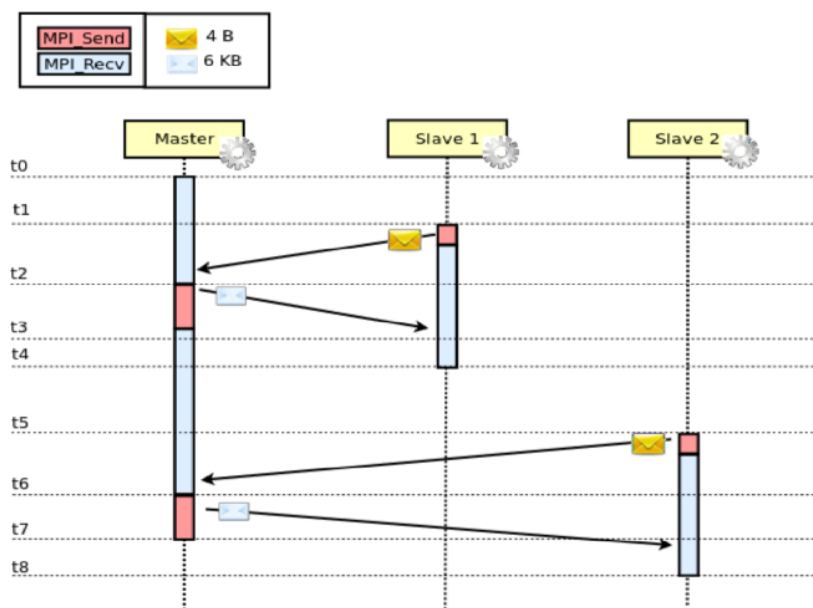 MPI_Send
4 B
MPI_Recv
6 KB
Master
Slave 1
Slave 2
t0
t1
t2
t3
t4
t5
t6
t7
t8